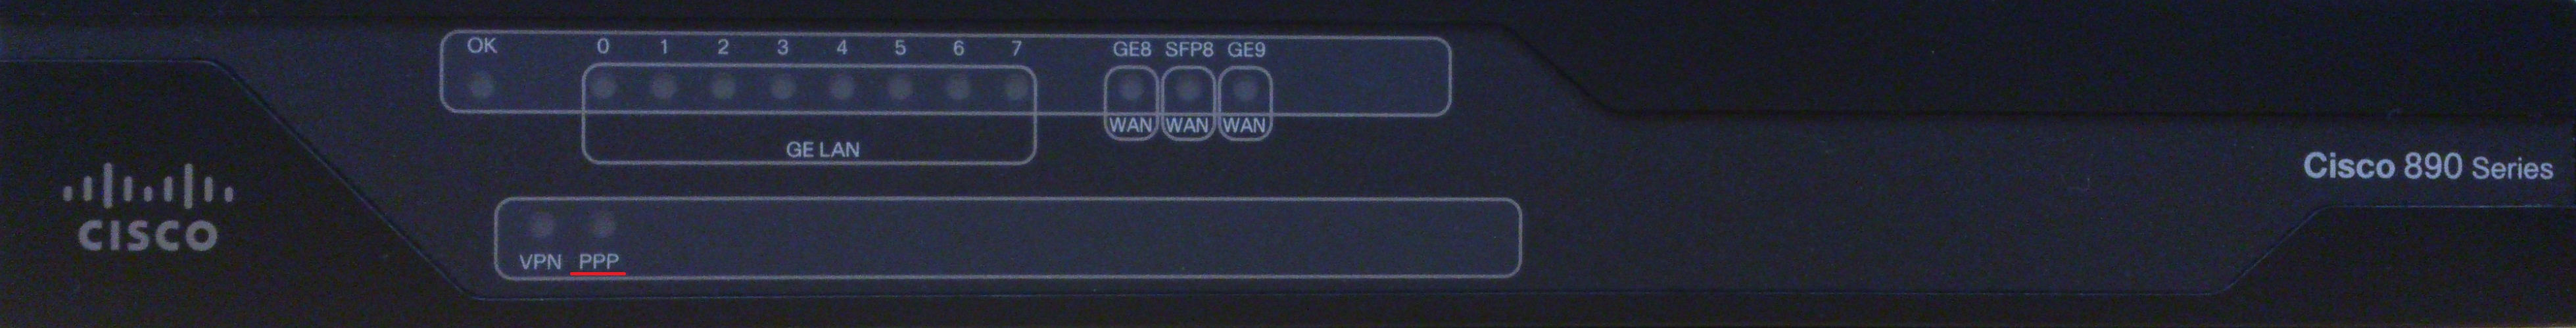 OK 0 1 2 3 4 5 6 7 GE8 SFP8 GE9
WAN WAN WAN
GE LAN
Cisco 890 Series
CISCO
VPN PPP